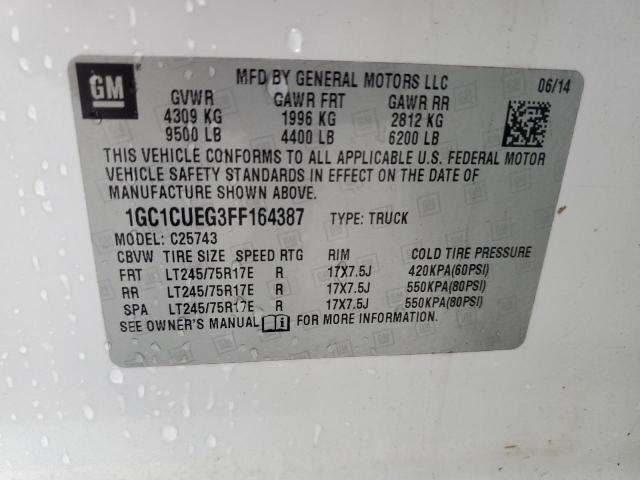 GM
MFD BY GENERAL MOTORS LLC 06/14
GVWR GAWR FRT GAWR RR
4309 KG 1996 KG 2812 KG
9500 LB 4400 LB 6200 LB
THIS VEHICLE CONFORMS TO ALL APPLICABLE U.S. FEDERAL MOTOR
VEHICLE SAFETY STANDARDS IN EFFECT ON THE DATE OF
MANUFACTURE SHOWN ABOVE.
1GC1CUEG3FF164387 TYPE: TRUCK
MODEL: C25743
CBVW TIRE SIZE SPEED RTG RIM COLD TIRE PRESSURE
FRT LT245/75R17E R 17X7.5J 420KPA(60PSI)
RR LT245/75R17E R 17X7.5J 550KPA(80PSI)
SPA LT245/75R17E R 17X7.5J 550KPA(80PSI)
SEE OWNER'S MANUAL i FOR MORE INFORMATION.